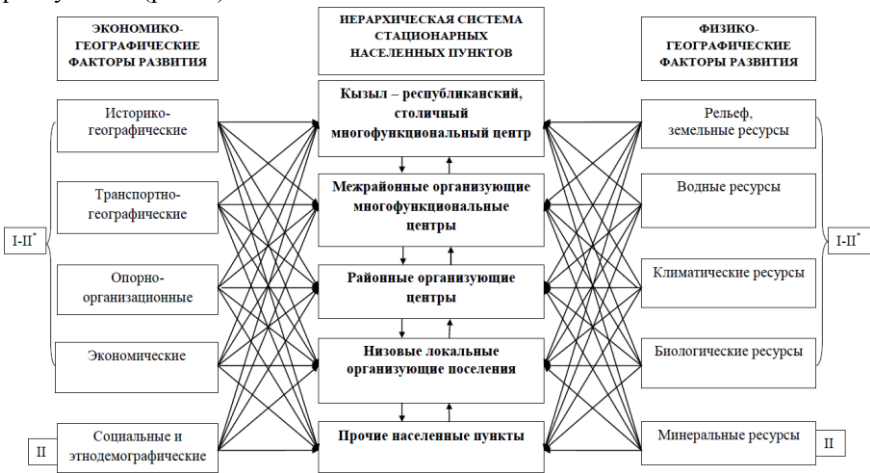 ЭКОНОМИКО-
ГЕОГРАФИЧЕСКИЕ
ФАКТОРЫ РАЗВИТИЯ
ИЕРАРХИЧЕСКАЯ СИСТЕМА
СТАЦИОНАРНЫХ
НАСЕЛЕННЫХ ПУНКТОВ
ФИЗИКО-
ГЕОГРАФИЧЕСКИЕ
ФАКТОРЫ РАЗВИТИЯ
Историко-
географические
Кызыл – республиканский,
столичный
многофункциональный центр
Рельеф,
земельные ресурсы
Транспортно-
географические
Межрайонные организующие
многофункциональные
центры
Водные ресурсы
I-II*
I-II*
Опорно-
организационные
Районные организующие
центры
Климатические ресурсы
Экономические
Низовые локальные
организующие поселения
Биологические ресурсы
II
Социальные и
этнодемографические
Прочие населенные пункты
Минеральные ресурсы
II